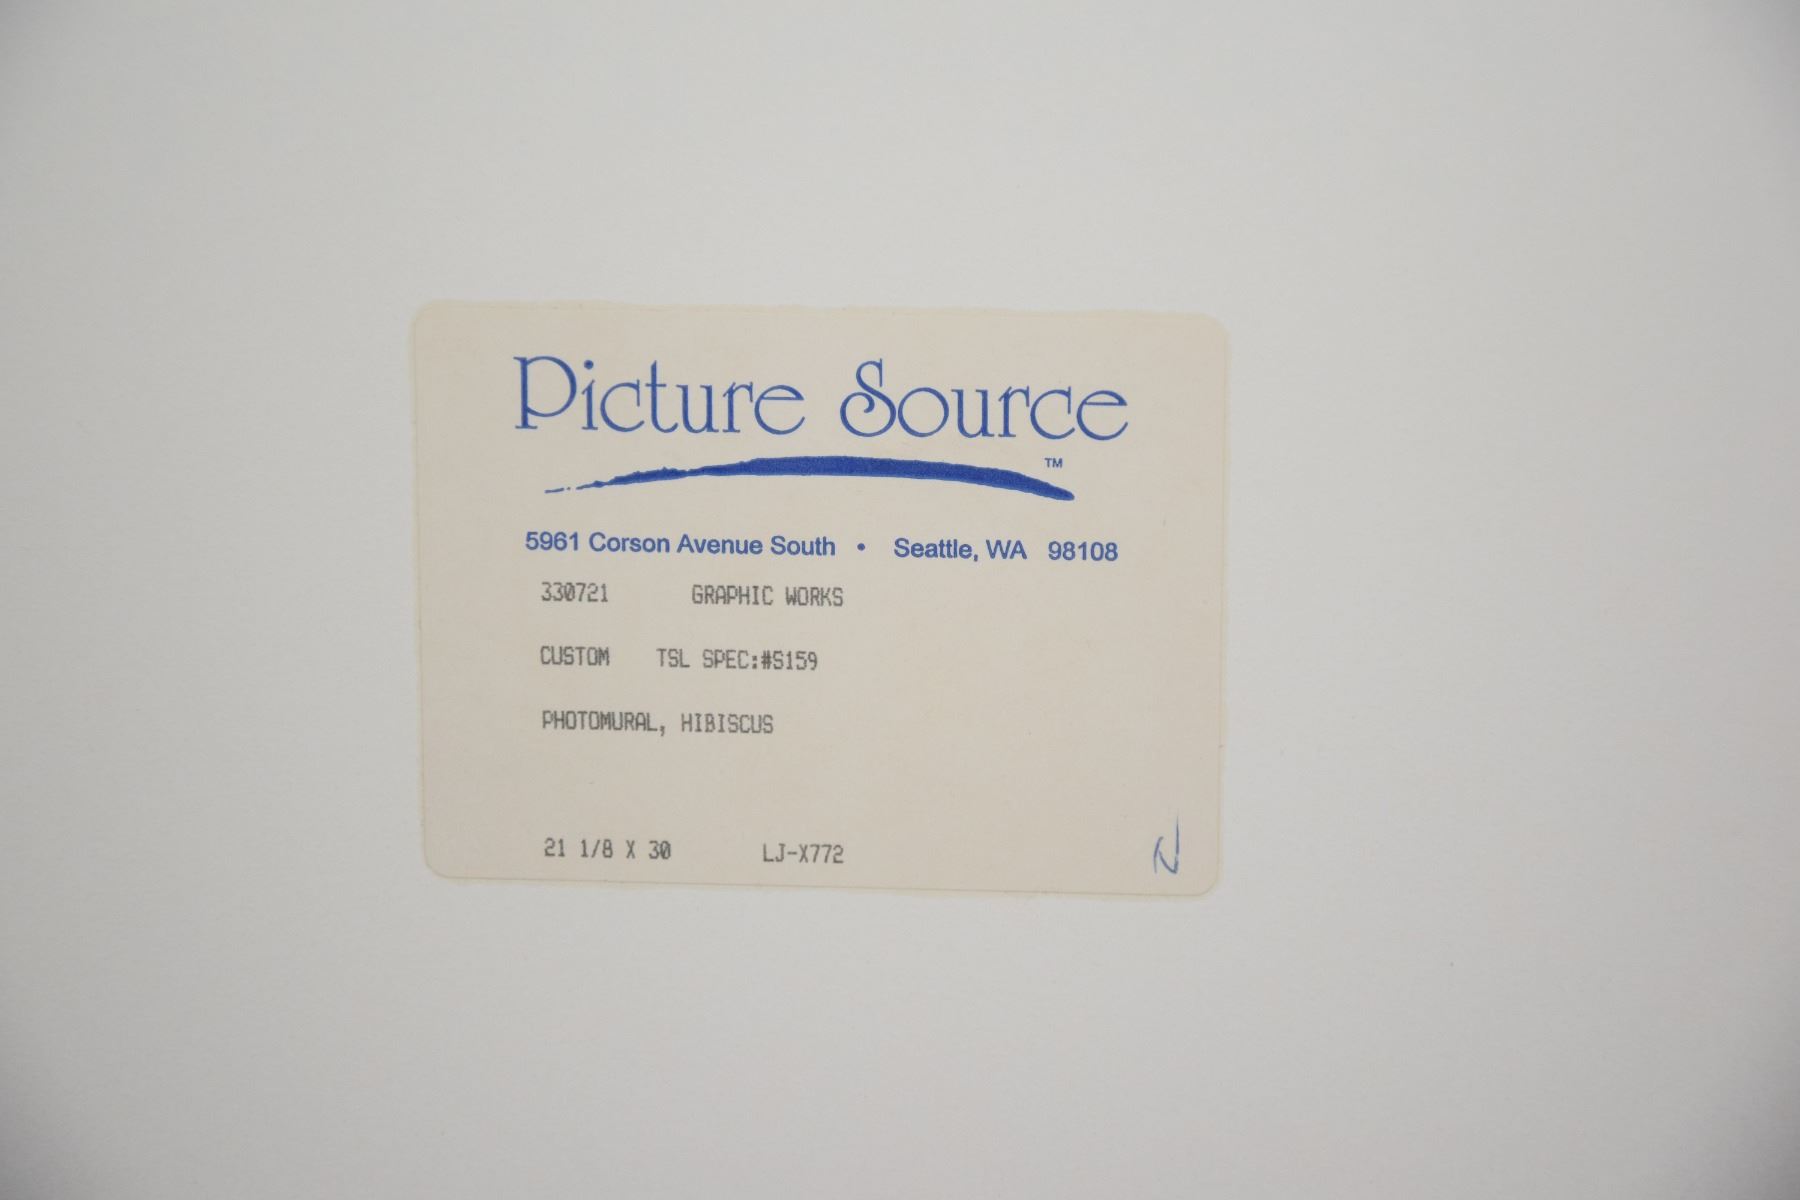 Picture Source
TM
5961 Corson Avenue South • Seattle, WA 98108
330721 GRAPHIC WORKS
CUSTOM TSL SPEC:#S159
PHOTOMURAL, HIBISCUS
21 1/8 X 30 LJ-X772